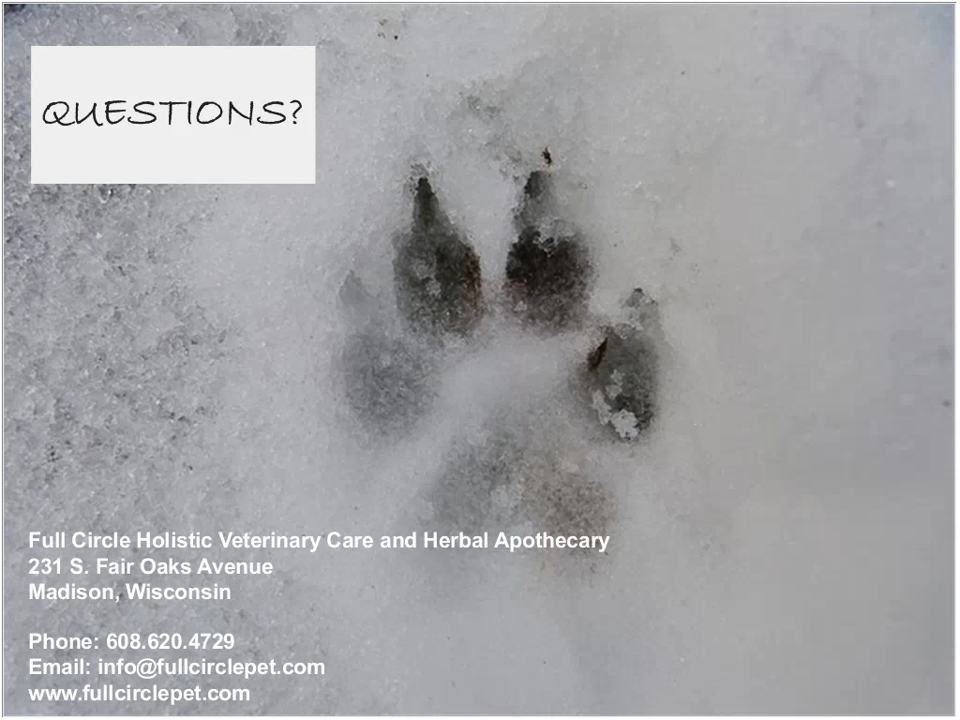 QUESTIONS?
Full Circle Holistic Veterinary Care and Herbal Apothecary
231 S. Fair Oaks Avenue
Madison, Wisconsin
Phone: 608.620.4729
Email: info@fullcirclepet.com
www.fullcirclepet.com